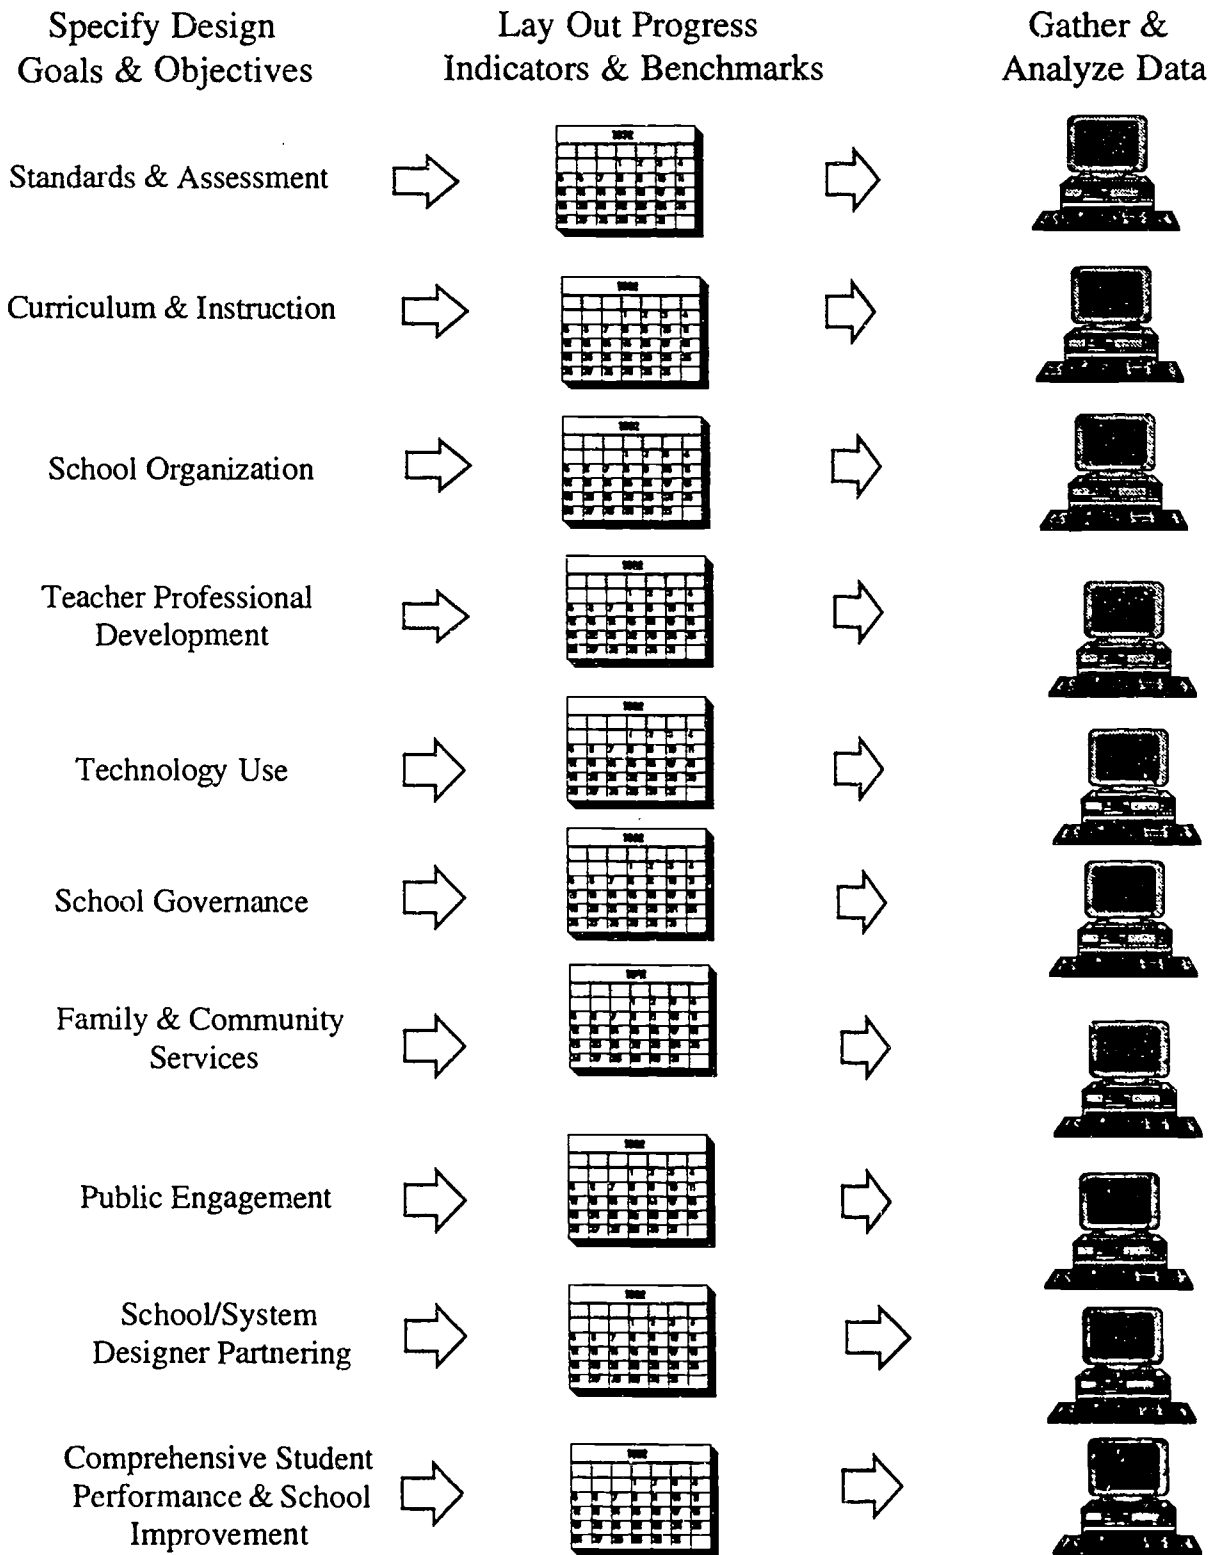 Specify Design
Goals & Objectives
Lay Out Progress
Indicators & Benchmarks
Gather &
Analyze Data
Standards & Assessment
Curriculum & Instruction
School Organization
Teacher Professional
Development
Technology Use
School Governance
Family & Community
Services
Public Engagement
School/System
Designer Partnering
Comprehensive Student
Performance & School
Improvement